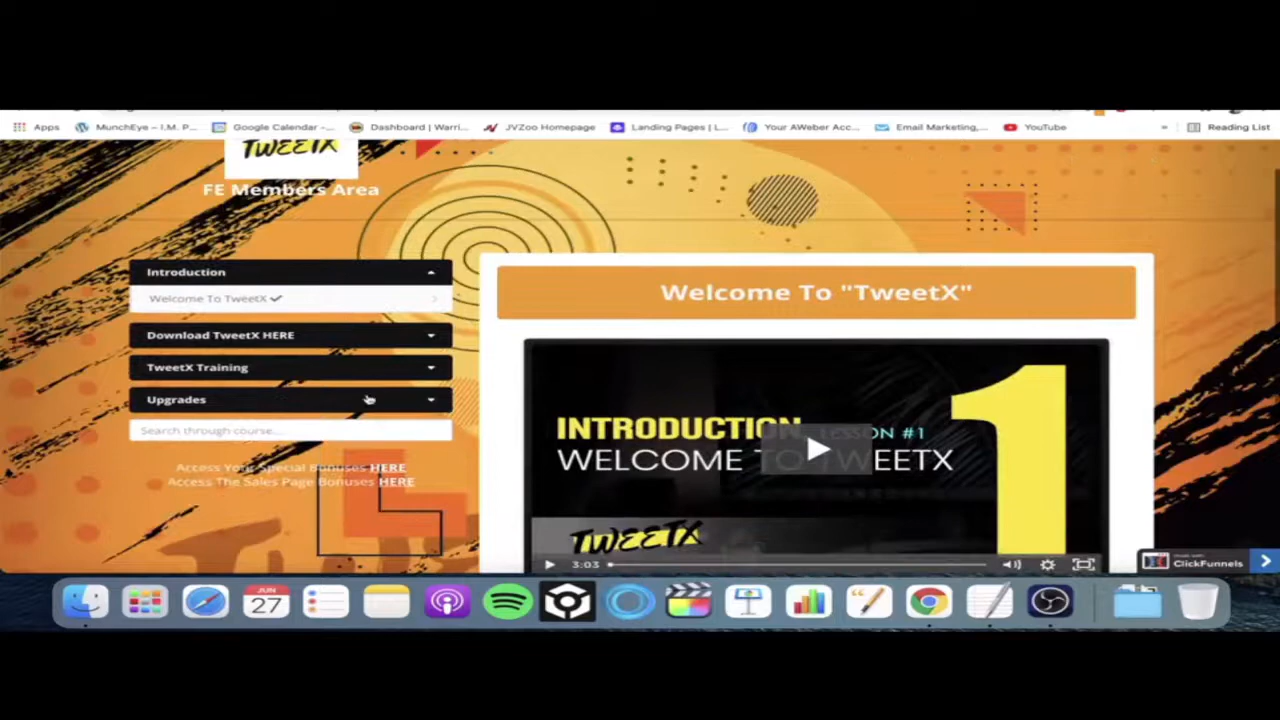 Apps
MunchEye – I.M. P...
Google Calendar -...
Dashboard | Warri...
JVZoo Homepage
Landing Pages | L...
Your AWeber Acc...
Email Marketing,...
YouTube
»
Reading List
TWEETX
FE Members Area
Introduction
Welcome To TweetX ✓
Download TweetX HERE
TweetX Training
Upgrades
Search through course...
Access Your Special Bonuses HERE
Access The Sales Page Bonuses HERE
Welcome To "TweetX"
INTRODUCTION LESSON #1
WELCOME TO TWEETX
1
TWEETX
3:03
ClickFunnels
JUN
27